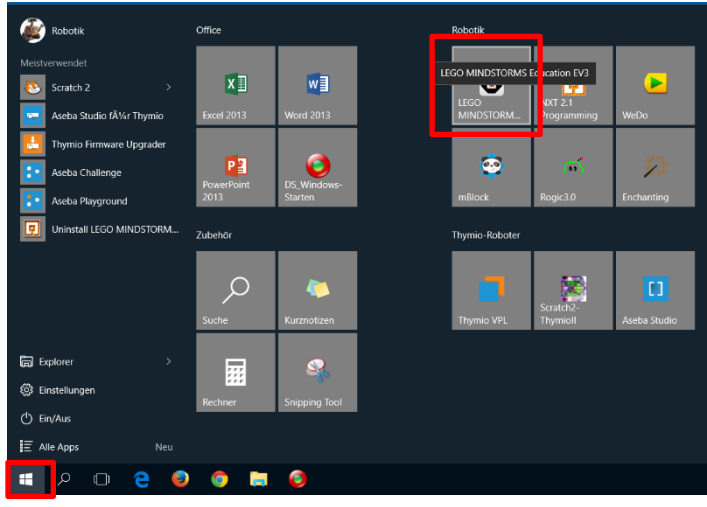 Robotik
Meistverwendet
Scratch 2
Aseba Studio fÃ¼r Thymio
Thymio Firmware Upgrader
Aseba Challenge
Aseba Playground
Uninstall LEGO MINDSTORM...
Explorer
Einstellungen
Ein/Aus
Alle Apps
Neu
Office
Excel 2013
Word 2013
PowerPoint
2013
DS_Windows-
Starten
Zubehör
Suche
Kurznotizen
Rechner
Snipping Tool
Robotik
LEGO MINDSTORMS Education EV3
LEGO
MINDSTORM...
NXT 2.1
Programming
WeDo
mBlock
Rogic3.0
Enchanting
Thymio-Roboter
Thymio VPL
Scratch2-
ThymioII
Aseba Studio